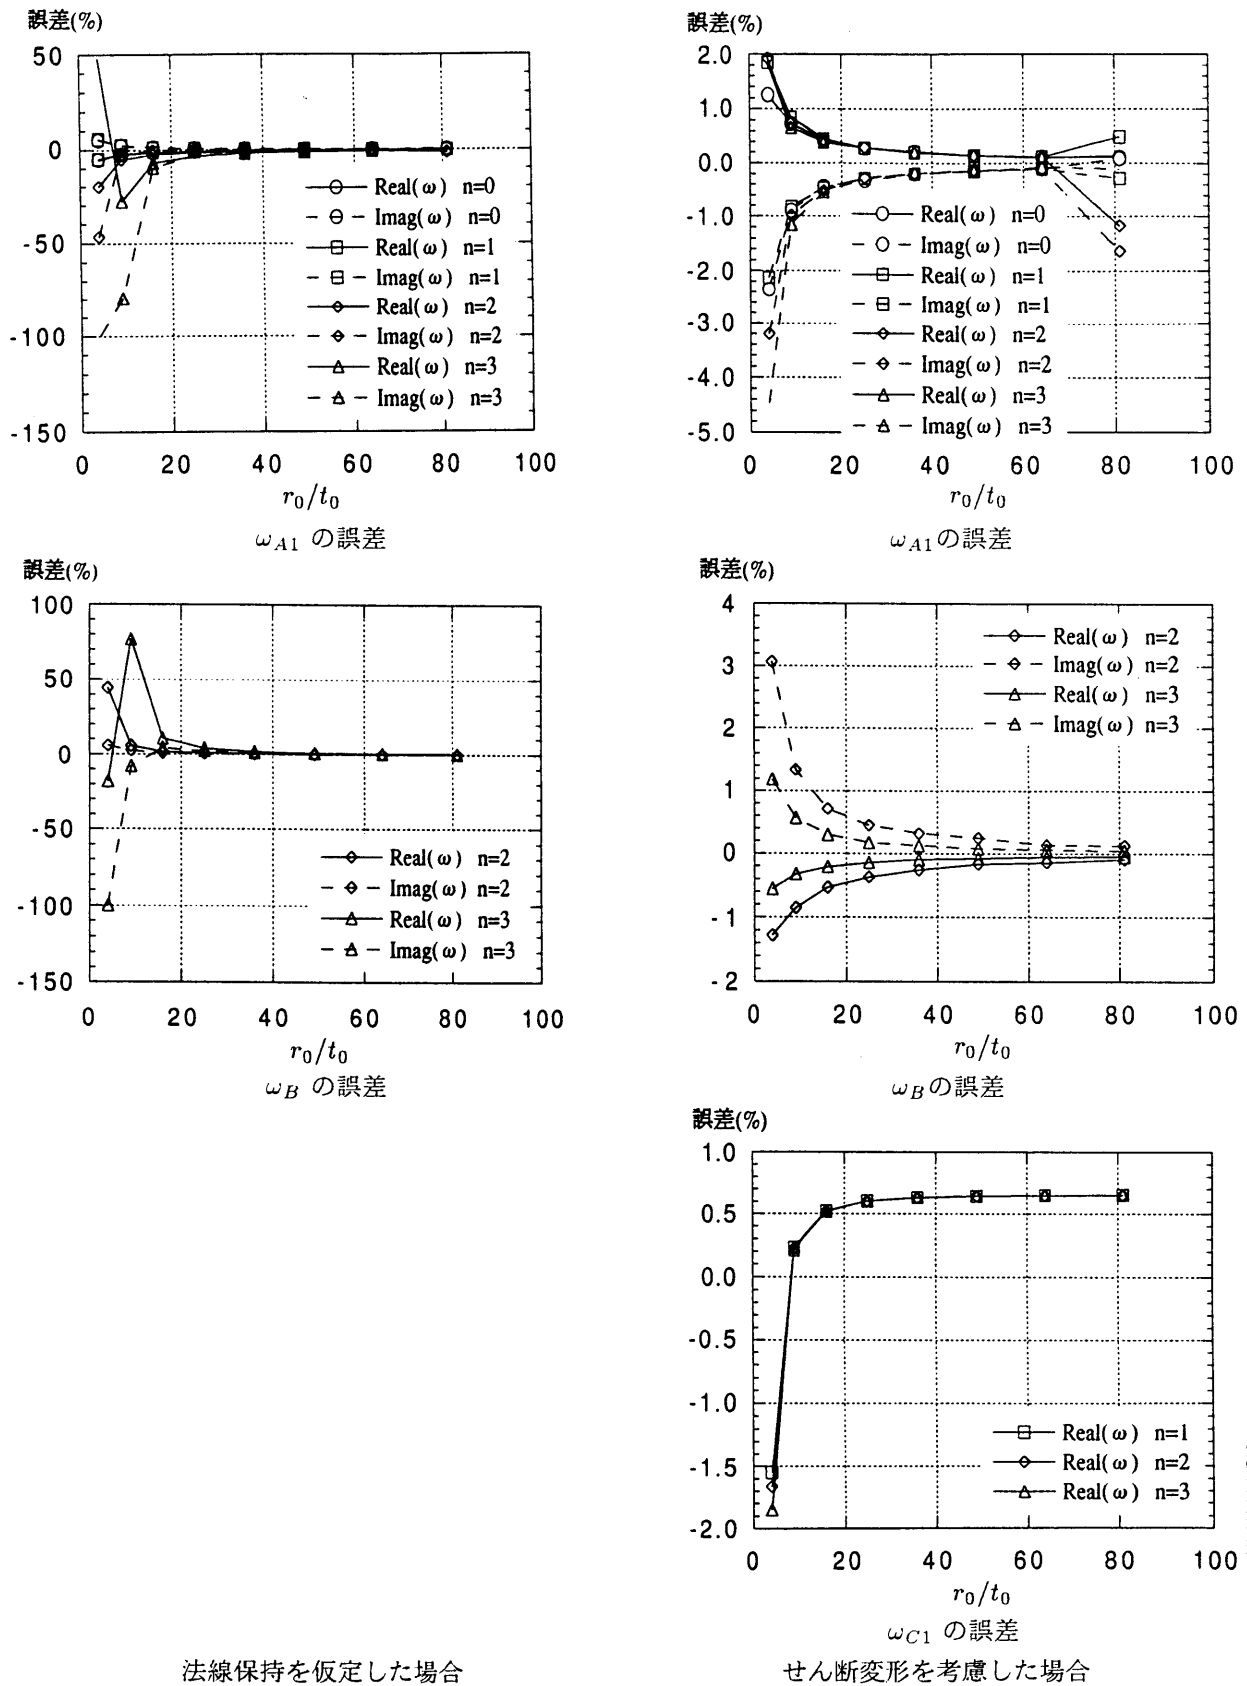 誤差(%)
50
0
-50
-100
-150
0 20 40 60 80 100
Real(ω) n=0
Imag(ω) n=0
Real(ω) n=1
Imag(ω) n=1
Real(ω) n=2
Imag(ω) n=2
Real(ω) n=3
Imag(ω) n=3
r₀/t₀
ω_{A1} の誤差
誤差(%)
2.0
1.0
0.0
-1.0
-2.0
-3.0
-4.0
-5.0
0 20 40 60 80 100
Real(ω) n=0
Imag(ω) n=0
Real(ω) n=1
Imag(ω) n=1
Real(ω) n=2
Imag(ω) n=2
Real(ω) n=3
Imag(ω) n=3
r₀/t₀
ω_{A1}の誤差
誤差(%)
100
50
0
-50
-100
-150
0 20 40 60 80 100
Real(ω) n=2
Imag(ω) n=2
Real(ω) n=3
Imag(ω) n=3
r₀/t₀
ω_B の誤差
誤差(%)
4
3
2
1
0
-1
-2
0 20 40 60 80 100
Real(ω) n=2
Imag(ω) n=2
Real(ω) n=3
Imag(ω) n=3
r₀/t₀
ω_Bの誤差
誤差(%)
1.0
0.5
0.0
-0.5
-1.0
-1.5
-2.0
0 20 40 60 80 100
Real(ω) n=1
Real(ω) n=2
Real(ω) n=3
r₀/t₀
ω_{C1} の誤差
法線保持を仮定した場合
せん断変形を考慮した場合